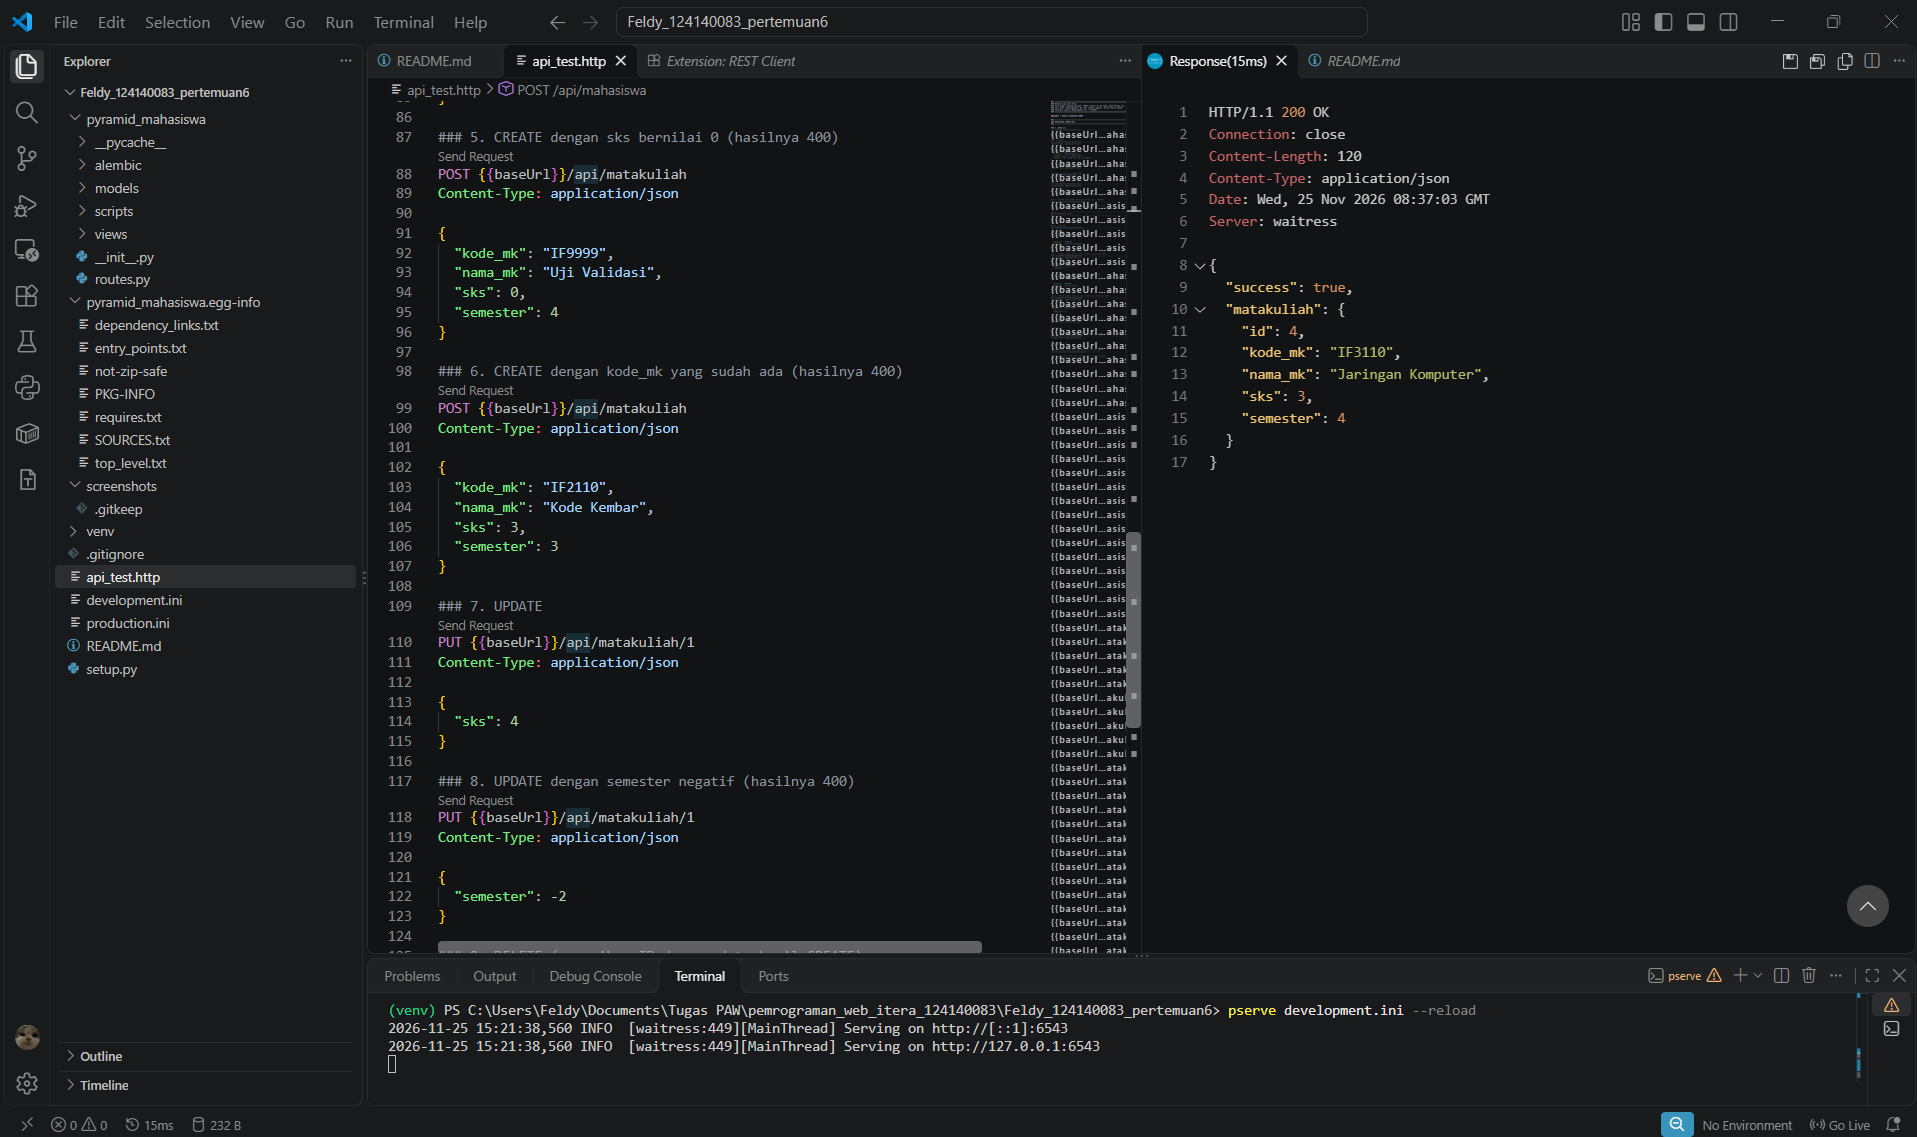 File Edit Selection View Go Run Terminal Help
Feldy_124140083_pertemuan6
Explorer
Feldy_124140083_pertemuan6
pyramid_mahasiswa
__pycache__
alembic
models
scripts
views
__init__.py
routes.py
pyramid_mahasiswa.egg-info
dependency_links.txt
entry_points.txt
not-zip-safe
PKG-INFO
requires.txt
SOURCES.txt
top_level.txt
screenshots
.gitkeep
venv
.gitignore
api_test.http
development.ini
production.ini
README.md
setup.py
Outline
Timeline
README.md api_test.http Extension: REST Client
api_test.http POST /api/mahasiswa
86
87 ### 5. CREATE dengan sks bernilai 0 (hasilnya 400)
Send Request
88 POST {{baseUrl}}/api/matakuliah
89 Content-Type: application/json
90
91 {
92 "kode_mk": "IF9999",
93 "nama_mk": "Uji Validasi",
94 "sks": 0,
95 "semester": 4
96 }
97
98 ### 6. CREATE dengan kode_mk yang sudah ada (hasilnya 400)
Send Request
99 POST {{baseUrl}}/api/matakuliah
100 Content-Type: application/json
101
102 {
103 "kode_mk": "IF2110",
104 "nama_mk": "Kode Kembar",
105 "sks": 3,
106 "semester": 3
107 }
108
109 ### 7. UPDATE
Send Request
110 PUT {{baseUrl}}/api/matakuliah/1
111 Content-Type: application/json
112
113 {
114 "sks": 4
115 }
116
117 ### 8. UPDATE dengan semester negatif (hasilnya 400)
Send Request
118 PUT {{baseUrl}}/api/matakuliah/1
119 Content-Type: application/json
120
121 {
122 "semester": -2
123 }
124
Response(15ms) README.md
1 HTTP/1.1 200 OK
2 Connection: close
3 Content-Length: 120
4 Content-Type: application/json
5 Date: Wed, 25 Nov 2026 08:37:03 GMT
6 Server: waitress
7
8 {
9 "success": true,
10 "matakuliah": {
11 "id": 4,
12 "kode_mk": "IF3110",
13 "nama_mk": "Jaringan Komputer",
14 "sks": 3,
15 "semester": 4
16 }
17 }
Problems Output Debug Console Terminal Ports
pserve
(venv) PS C:\Users\Feldy\Documents\Tugas PAW\pemrograman_web_itera_124140083\Feldy_124140083_pertemuan6> pserve development.ini --reload
2026-11-25 15:21:38,560 INFO [waitress:449][MainThread] Serving on http://[::1]:6543
2026-11-25 15:21:38,560 INFO [waitress:449][MainThread] Serving on http://127.0.0.1:6543
0 0 15ms 232 B
No Environment Go Live